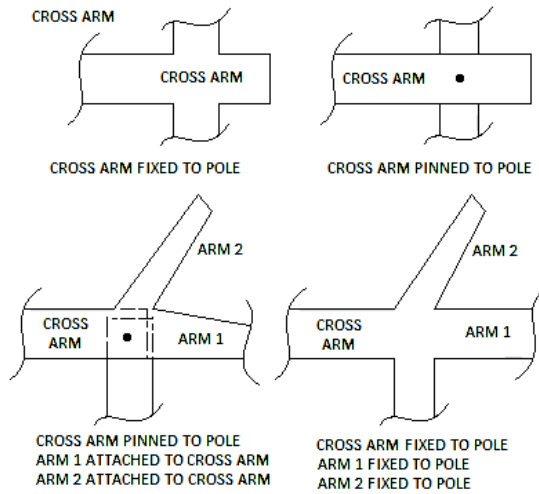 CROSS ARM
CROSS ARM
CROSS ARM
CROSS ARM FIXED TO POLE
CROSS ARM PINNED TO POLE
ARM 2
ARM 2
CROSS
ARM
ARM 1
CROSS
ARM
ARM 1
CROSS ARM PINNED TO POLE
ARM 1 ATTACHED TO CROSS ARM
ARM 2 ATTACHED TO CROSS ARM
CROSS ARM FIXED TO POLE
ARM 1 FIXED TO POLE
ARM 2 FIXED TO POLE